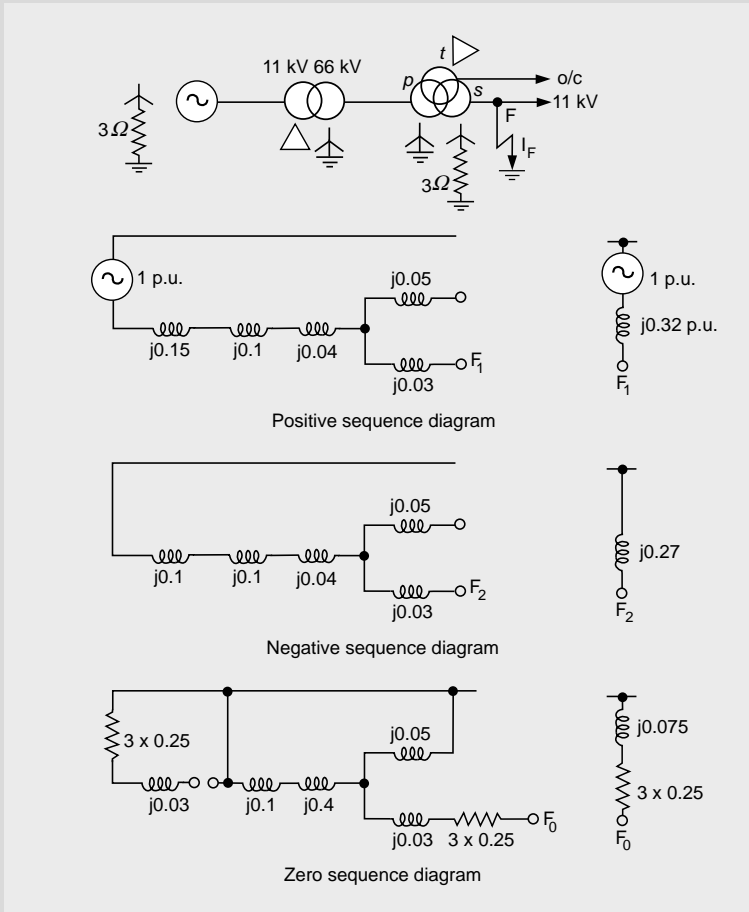 t
11 kV 66 kV
p
s
o/c
11 kV
F
I_F
3Ω
3Ω
1 p.u.
j0.05
j0.15
j0.1
j0.04
F₁
j0.03
1 p.u.
j0.32 p.u.
F₁
Positive sequence diagram
j0.05
j0.1
j0.1
j0.04
F₂
j0.03
j0.27
F₂
Negative sequence diagram
3 x 0.25
j0.05
j0.03
j0.1
j0.4
j0.03
3 x 0.25
F₀
j0.075
3 x 0.25
F₀
Zero sequence diagram